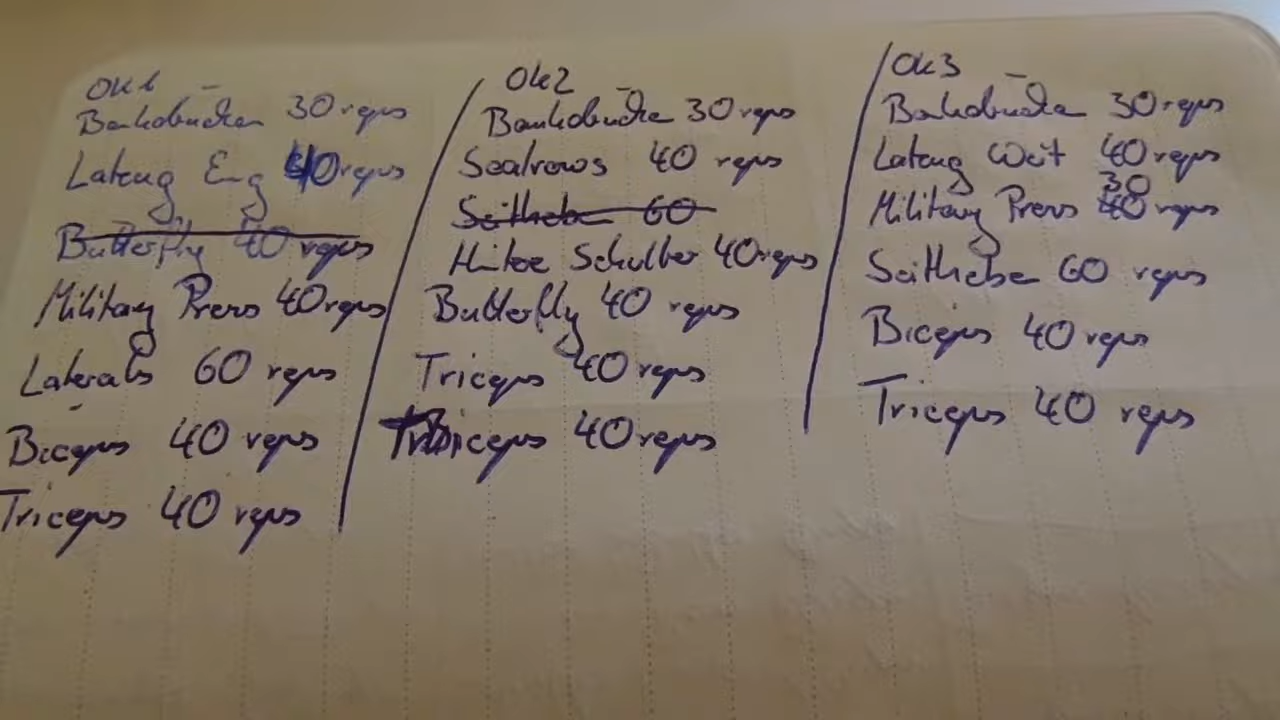 OK1
Bankdrücken 30 reps
Latzug Eng 40 reps
Butterfly 40 reps
Military Press 40 reps
Laterals 60 reps
Biceps 40 reps
Triceps 40 reps
OK2
Bankdrücken 30 reps
Sealrows 40 reps
Seitheben 60
Hintere Schulter 40 reps
Butterfly 40 reps
Triceps 40 reps
Biceps 40 reps
OK3
Bankdrücken 30 reps
Latzug Weit 40 reps
30
Military Press 40 reps
Seitheben 60 reps
Biceps 40 reps
Triceps 40 reps